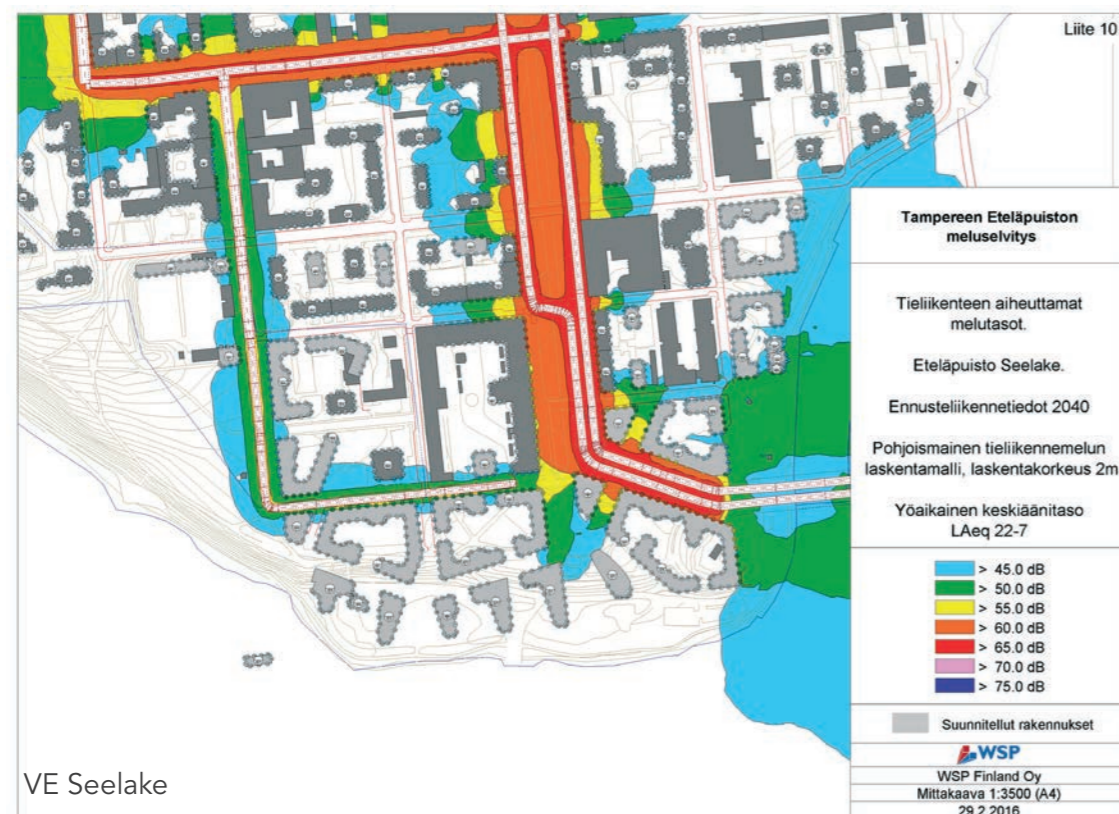 Liite 10
Tampereen Eteläpuiston
meluselvitys
Tieliikenteen aiheuttamat
melutasot.
Eteläpuisto Seelake.
Ennusteliikennetiedot 2040
Pohjoismainen tieliikennemelun
laskentamalli, laskentakorkeus 2m
Yöaikainen keskiäänitaso
LAeq 22-7
> 45.0 dB
> 50.0 dB
> 55.0 dB
> 60.0 dB
> 65.0 dB
> 70.0 dB
> 75.0 dB
Suunnitellut rakennukset
WSP
WSP Finland Oy
Mittakaava 1:3500 (A4)
29.2.2016
VE Seelake